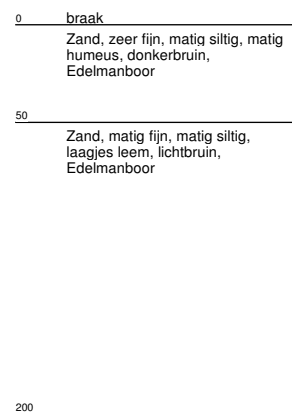 0 braak
Zand, zeer fijn, matig siltig, matig
humeus, donkerbruin,
Edelmanboor
50
Zand, matig fijn, matig siltig,
laagjes leem, lichtbruin,
Edelmanboor
200